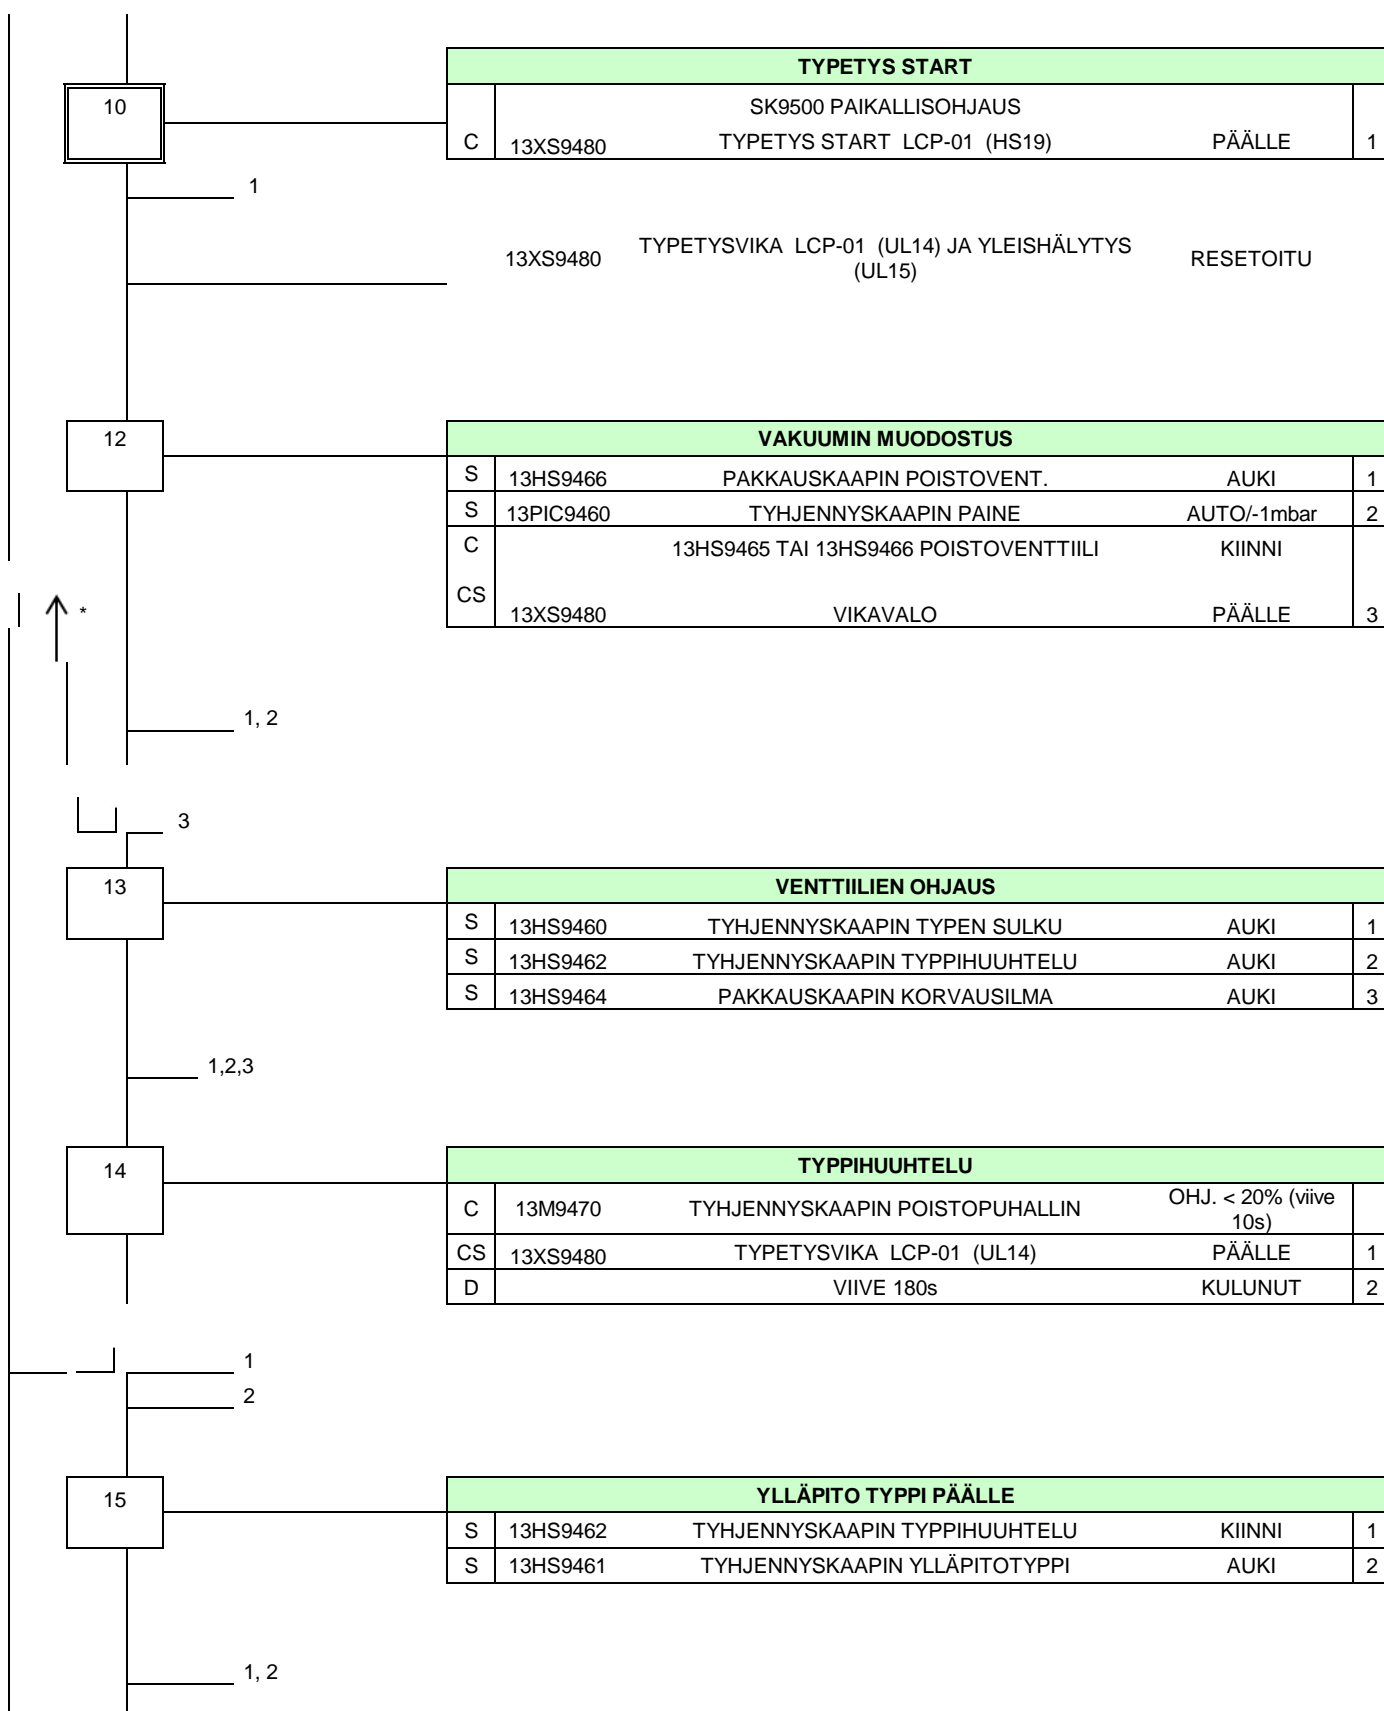 TYPETYS START
10
SK9500 PAIKALLISOHJAUS
C 13XS9480 TYPETYS START LCP-01 (HS19) PÄÄLLE 1
1
13XS9480 TYPETYSVIKA LCP-01 (UL14) JA YLEISHÄLYTYS (UL15) RESETOITU
12
VAKUUMIN MUODOSTUS
S 13HS9466 PAKKAUSKAAPIN POISTOVENT. AUKI 1
S 13PIC9460 TYHJENNYSKAAPIN PAINE AUTO/-1mbar 2
C 13HS9465 TAI 13HS9466 POISTOVENTTIILI KIINNI
CS 13XS9480 VIKAVALO PÄÄLLE 3
*
1, 2
3
13
VENTTIILIEN OHJAUS
S 13HS9460 TYHJENNYSKAAPIN TYPEN SULKU AUKI 1
S 13HS9462 TYHJENNYSKAAPIN TYPPIHUUHTELU AUKI 2
S 13HS9464 PAKKAUSKAAPIN KORVAUSILMA AUKI 3
1,2,3
14
TYPPIHUUHTELU
C 13M9470 TYHJENNYSKAAPIN POISTOPUHALLIN OHJ. < 20% (viive 10s)
CS 13XS9480 TYPETYSVIKA LCP-01 (UL14) PÄÄLLE 1
D VIIVE 180s KULUNUT 2
1
2
15
YLLÄPITO TYPPI PÄÄLLE
S 13HS9462 TYHJENNYSKAAPIN TYPPIHUUHTELU KIINNI 1
S 13HS9461 TYHJENNYSKAAPIN YLLÄPITOTYPPI AUKI 2
1, 2